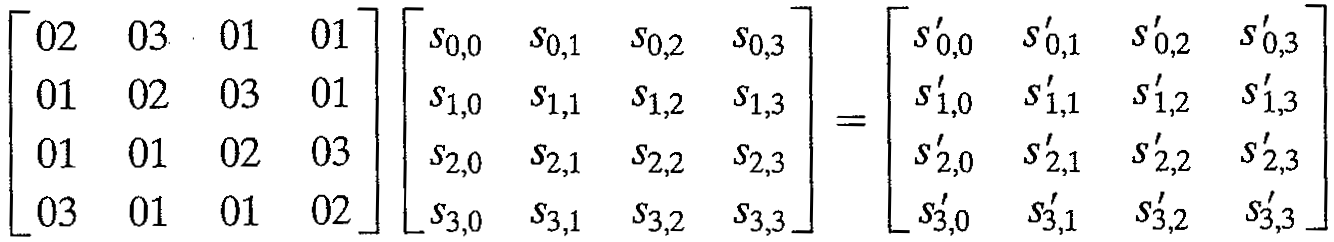 02 03 01 01 s0,0 s0,1 s0,2 s0,3 s′0,0 s′0,1 s′0,2 s′0,3
01 02 03 01 s1,0 s1,1 s1,2 s1,3 = s′1,0 s′1,1 s′1,2 s′1,3
01 01 02 03 s2,0 s2,1 s2,2 s2,3 s′2,0 s′2,1 s′2,2 s′2,3
03 01 01 02 s3,0 s3,1 s3,2 s3,3 s′3,0 s′3,1 s′3,2 s′3,3